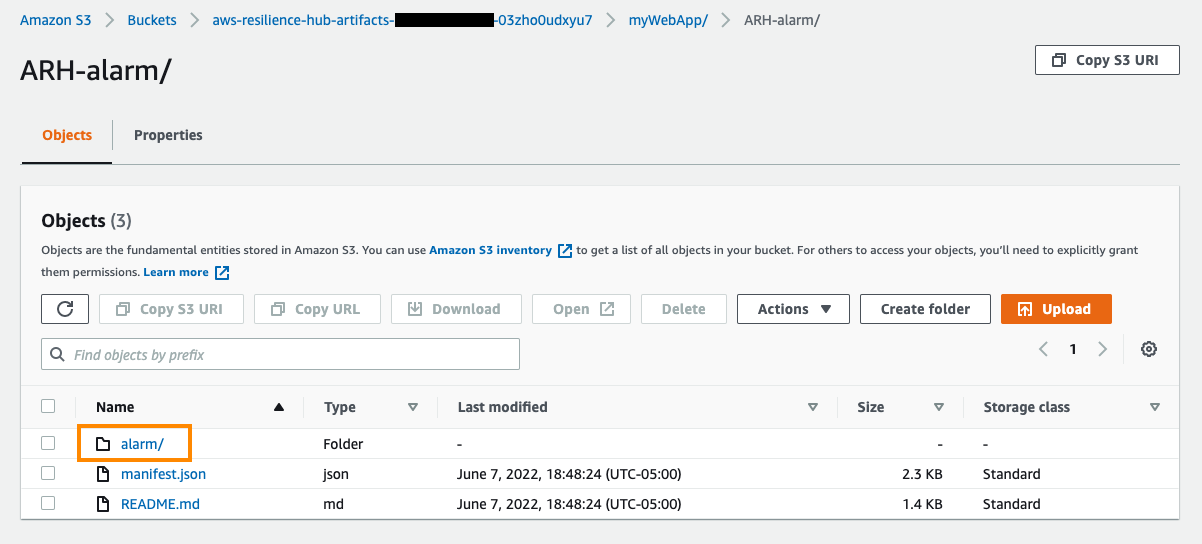 Amazon S3 > Buckets > aws-resilience-hub-artifacts- -03zho0udxyu7 > myWebApp/ > ARH-alarm/
ARH-alarm/
Copy S3 URI
Objects Properties
Objects (3)
Objects are the fundamental entities stored in Amazon S3. You can use Amazon S3 inventory to get a list of all objects in your bucket. For others to access your objects, you'll need to explicitly grant
them permissions. Learn more
Copy S3 URI Copy URL Download Open Delete Actions Create folder Upload
Find objects by prefix
1
Name Type Last modified Size Storage class
alarm/ Folder - - -
manifest.json json June 7, 2022, 18:48:24 (UTC-05:00) 2.3 KB Standard
README.md md June 7, 2022, 18:48:24 (UTC-05:00) 1.4 KB Standard